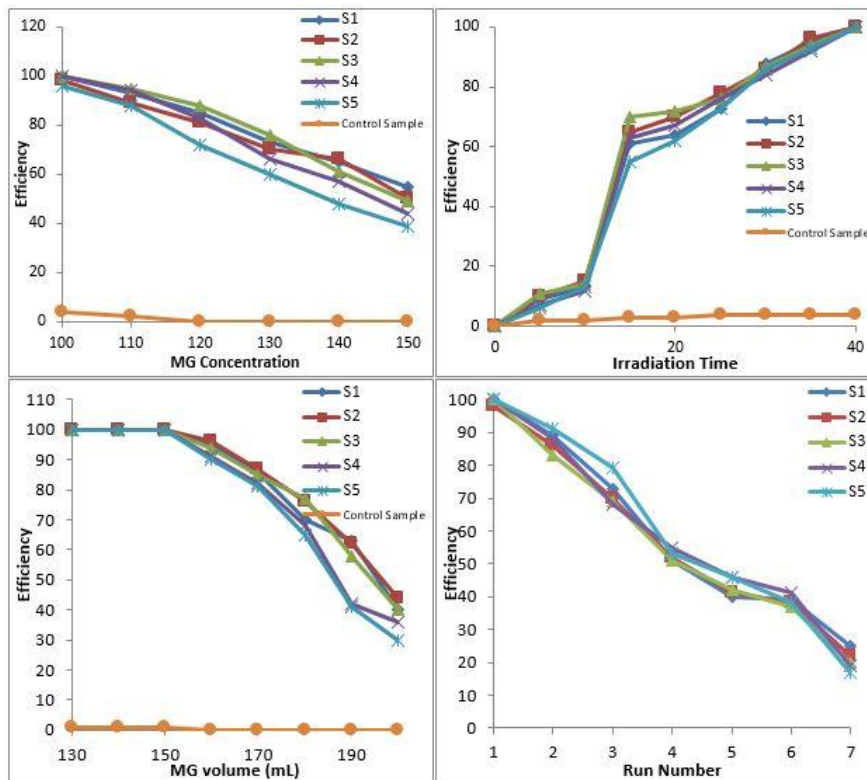 120
100
80
60
40
20
0
Efficiency
100 110 120 130 140 150
MG Concentration
S1
S2
S3
S4
S5
Control Sample
100
80
60
40
20
0
Efficiency
0 20 40
Irradiation Time
S1
S2
S3
S4
S5
Control Sample
110
100
90
80
70
60
50
40
30
20
10
0
Efficiency
130 150 170 190
MG volume (mL)
S1
S2
S3
S4
S5
Control Sample
100
90
80
70
60
50
40
30
20
10
0
Efficiency
1 2 3 4 5 6 7
Run Number
S1
S2
S3
S4
S5